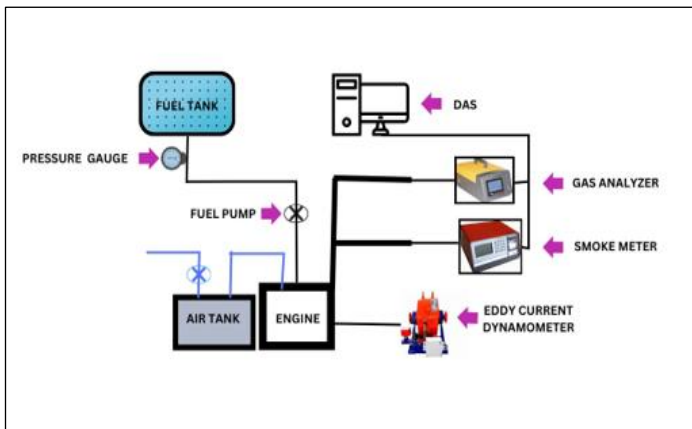 FUEL TANK
DAS
PRESSURE GAUGE
GAS ANALYZER
FUEL PUMP
SMOKE METER
AIR TANK
ENGINE
EDDY CURRENT
DYNAMOMETER